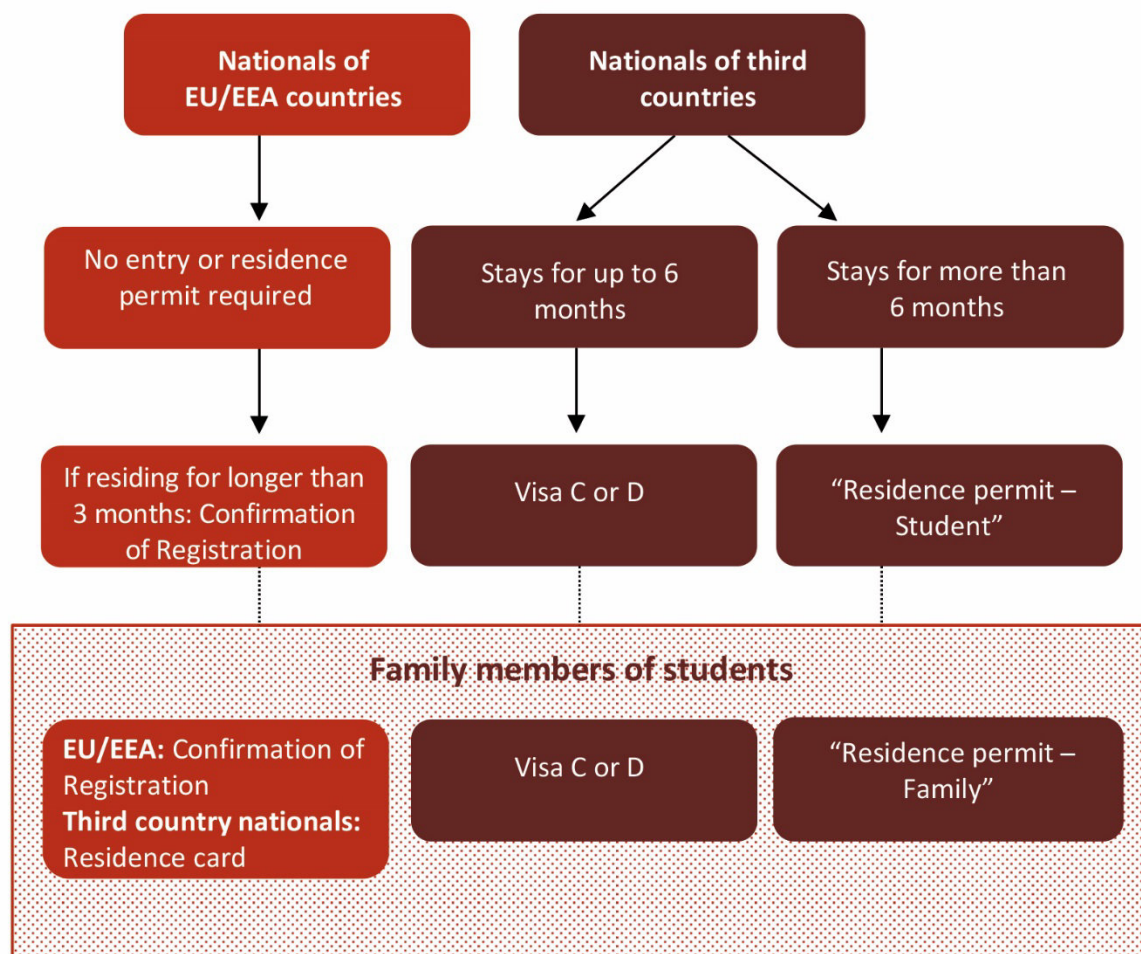 Nationals of
EU/EEA countries
Nationals of third
countries
No entry or residence
permit required
Stays for up to 6
months
Stays for more than
6 months
If residing for longer than
3 months: Confirmation
of Registration
Visa C or D
“Residence permit –
Student”
Family members of students
EU/EEA: Confirmation of
Registration
Third country nationals:
Residence card
Visa C or D
“Residence permit –
Family”